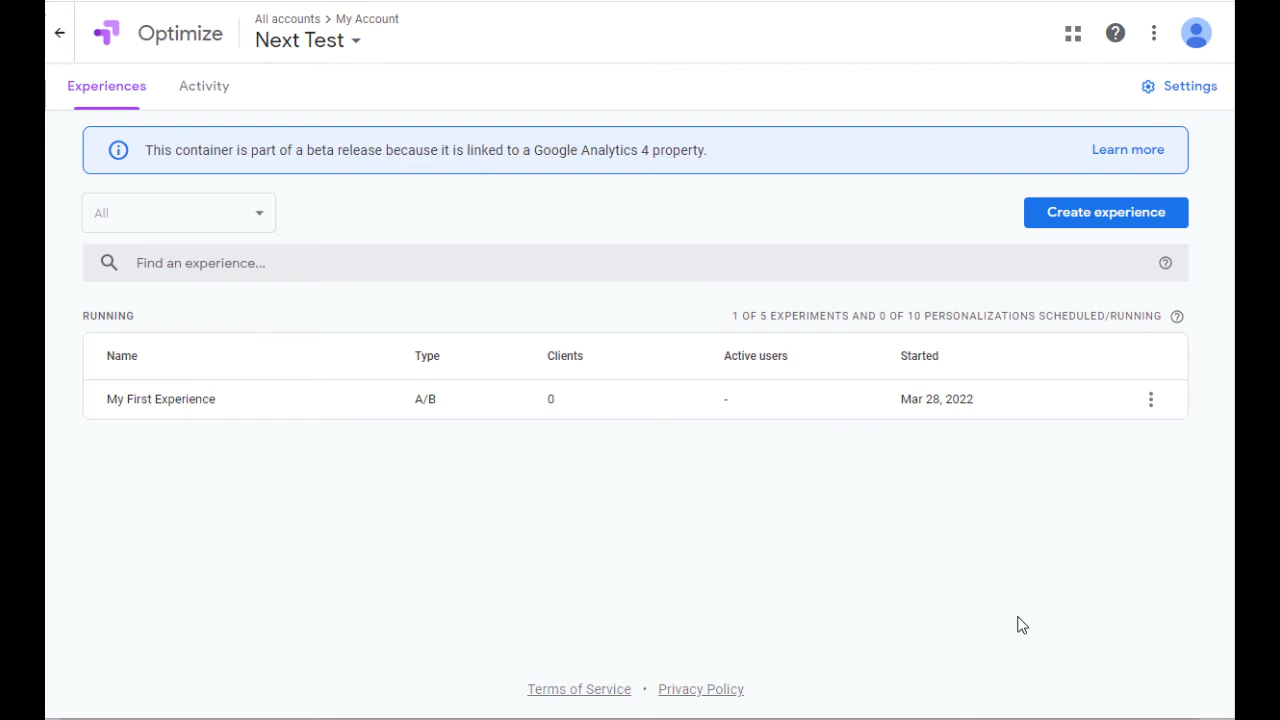 Optimize
All accounts > My Account
Next Test
Experiences
Activity
Settings
This container is part of a beta release because it is linked to a Google Analytics 4 property.
Learn more
All
Create experience
Find an experience...
RUNNING
1 OF 5 EXPERIMENTS AND 0 OF 10 PERSONALIZATIONS SCHEDULED/RUNNING
Name Type Clients Active users Started
My First Experience A/B 0 - Mar 28, 2022
Terms of Service • Privacy Policy